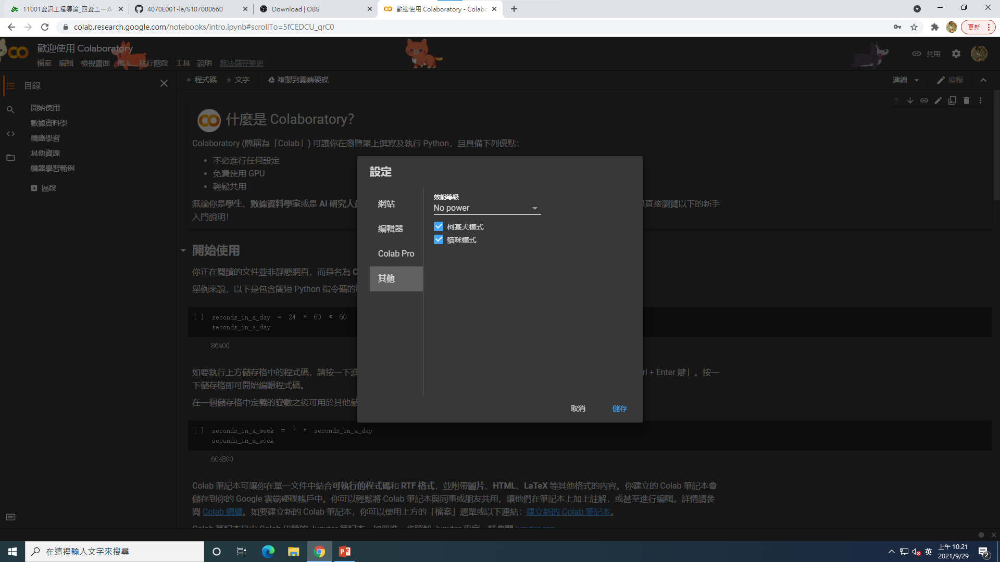 11001資訊工程導論_四資工一A
4070E001-le/S107000660
Download | OBS
歡迎使用 Colaboratory - Colabc
colab.research.google.com/notebooks/intro.ipynb#scrollTo=5fCEDCU_qrC0
更新
歡迎使用 Colaboratory
檔案 編輯 檢視畫面 插入 執行階段 工具 說明 無法儲存變更
共用
目錄
+ 程式碼 + 文字 複製到雲端硬碟
連線 編輯
開始使用
數據資料學
機器學習
其他資源
機器學習範例
區段
什麼是 Colaboratory?
Colaboratory (簡稱為「Colab」) 可讓你在瀏覽器上撰寫及執行 Python，且具備下列優點：
• 不必進行任何設定
• 免費使用 GPU
• 輕鬆共用
無論你是學生、數據資料學家或是 AI 研究人員
是直接瀏覽以下的新手
入門說明！
開始使用
你正在閱讀的文件並非靜態網頁，而是名為 C
舉例來說，以下是包含簡短 Python 指令碼的
[ ] seconds_in_a_day = 24 * 60 * 60
seconds_in_a_day
86400
如要執行上方儲存格中的程式碼，請按一下
rl + Enter 鍵」。按一
下儲存格即可開始編輯程式碼。
在一個儲存格中定義的變數之後可用於其他儲
[ ] seconds_in_a_week = 7 * seconds_in_a_day
seconds_in_a_week
604800
Colab 筆記本可讓你在單一文件中結合可執行的程式碼和 RTF 格式，並附帶圖片、HTML、LaTeX 等其他格式的內容。你建立的 Colab 筆記本會
儲存到你的 Google 雲端硬碟帳戶中。你可以輕鬆將 Colab 筆記本與同事或朋友共用，讓他們在筆記本上加上註解，或甚至進行編輯。詳情請參
閱 Colab 總覽。如要建立新的 Colab 筆記本，你可以使用上方的「檔案」選單或以下連結：建立新的 Colab 筆記本。
設定
網站
編輯器
Colab Pro
其他
效能等級
No power
柯基犬模式
貓咪模式
取消 儲存
在這裡輸入文字來搜尋
英
上午 10:21
2021/9/29
2